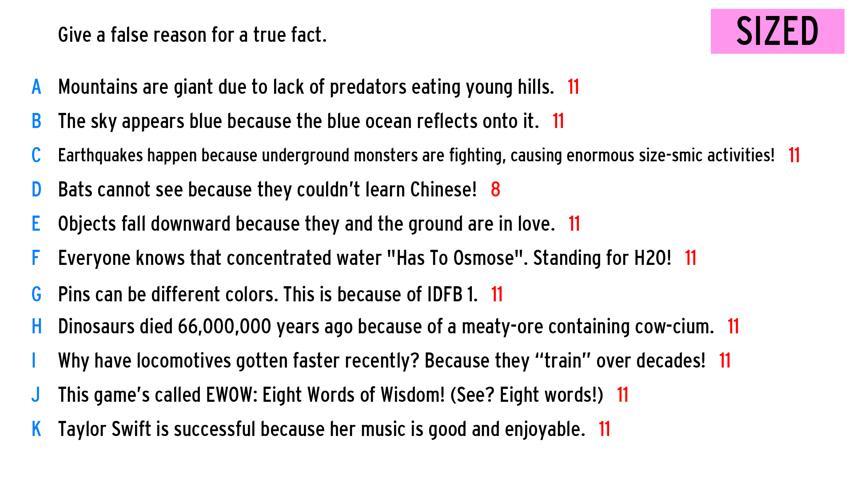 Give a false reason for a true fact.
SIZED
A Mountains are giant due to lack of predators eating young hills. 11
B The sky appears blue because the blue ocean reflects onto it. 11
C Earthquakes happen because underground monsters are fighting, causing enormous size-smic activities! 11
D Bats cannot see because they couldn't learn Chinese! 8
E Objects fall downward because they and the ground are in love. 11
F Everyone knows that concentrated water "Has To Osmose". Standing for H2O! 11
G Pins can be different colors. This is because of IDFB 1. 11
H Dinosaurs died 66,000,000 years ago because of a meaty-ore containing cow-cium. 11
I Why have locomotives gotten faster recently? Because they “train” over decades! 11
J This game's called EWOW: Eight Words of Wisdom! (See? Eight words!) 11
K Taylor Swift is successful because her music is good and enjoyable. 11